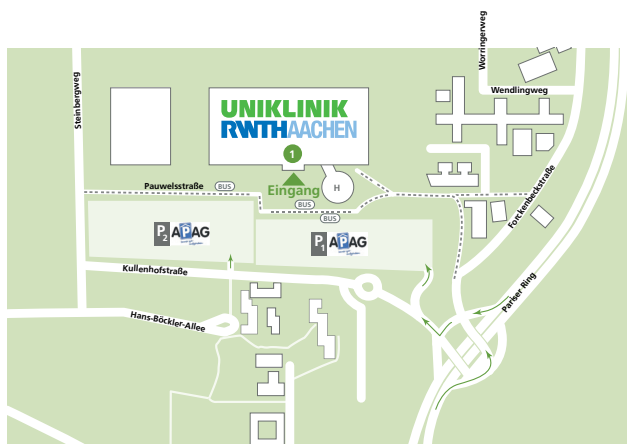 Worringerweg
Steinbergweg
Wendlingweg
UNIKLINIK
RWTHAACHEN
1
Eingang
H
Pauwelsstraße
BUS
BUS
BUS
Forckenbeckstraße
P2
APAG
P1
APAG
Kullenhofstraße
Pariser Ring
Hans-Böckler-Allee